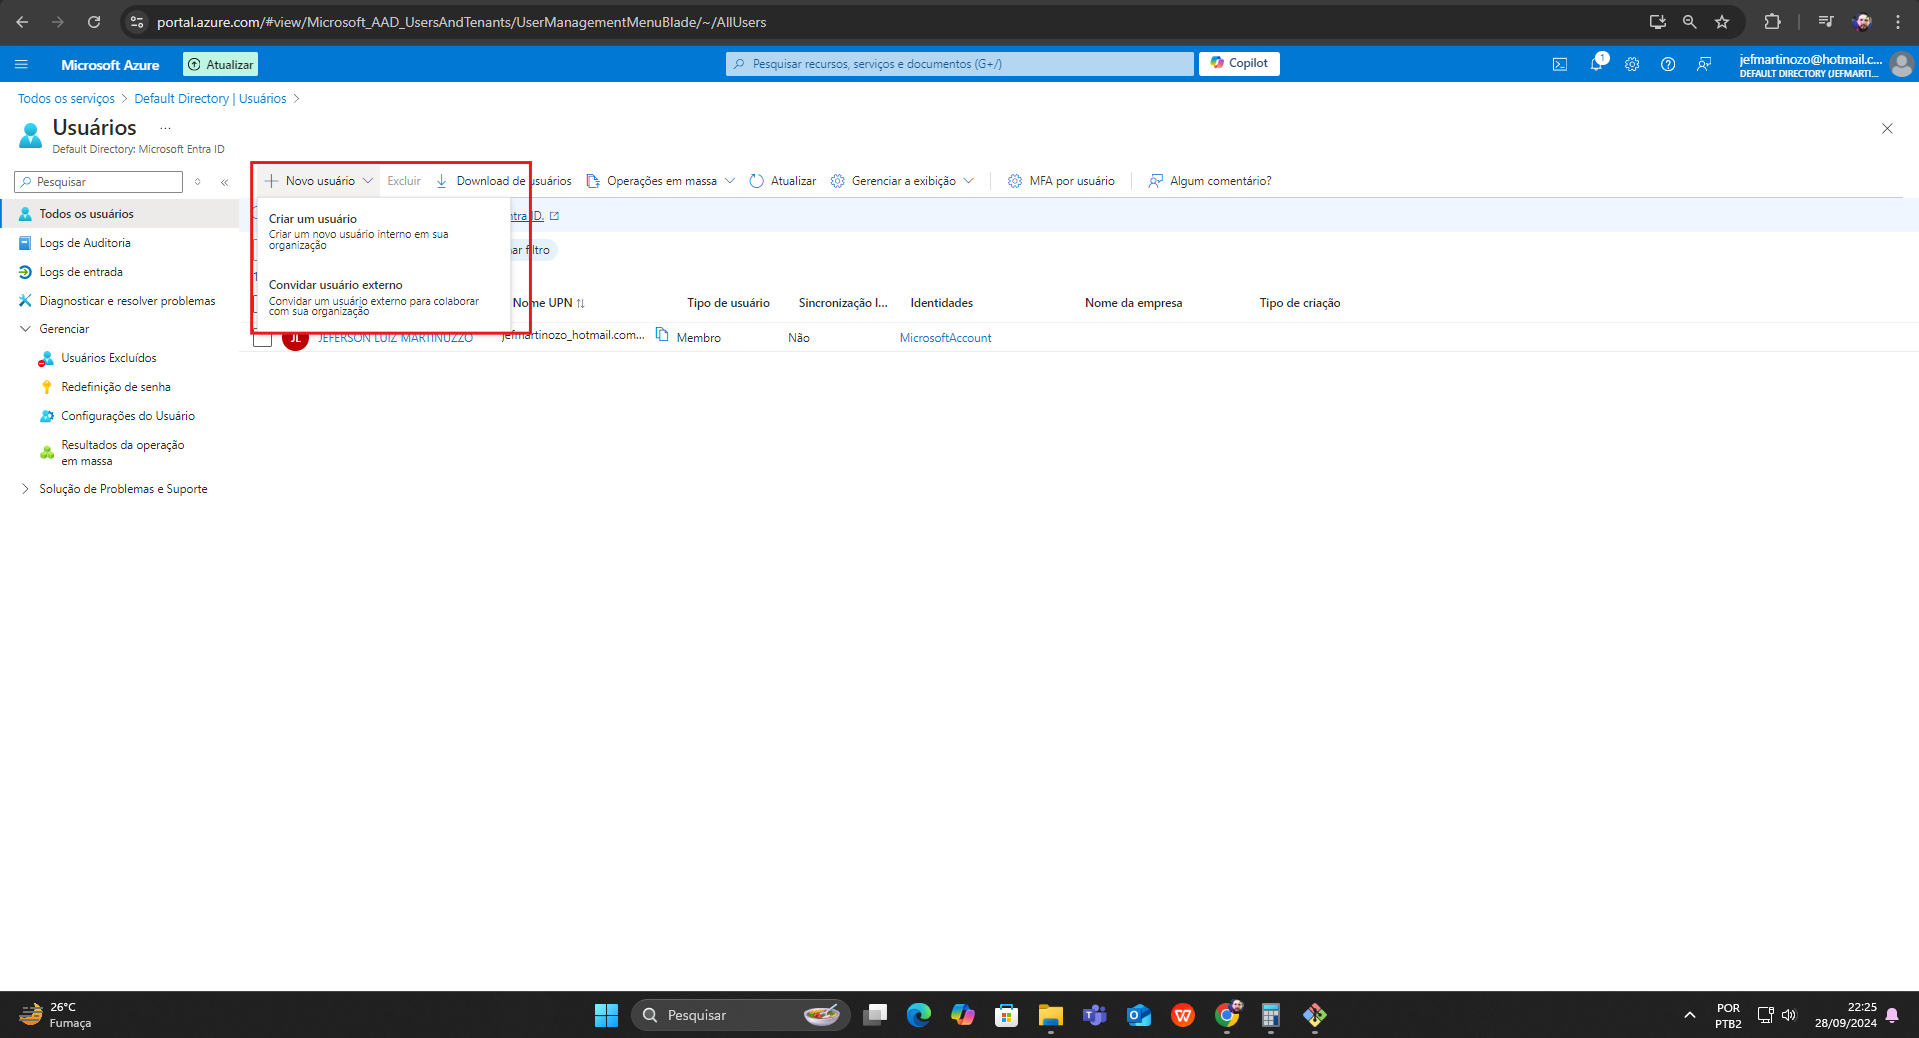 portal.azure.com/#view/Microsoft_AAD_UsersAndTenants/UserManagementMenuBlade/~/AllUsers
Microsoft Azure
Atualizar
Pesquisar recursos, serviços e documentos (G+/)
Copilot
1
jefmartinozo@hotmail.c...
DEFAULT DIRECTORY (JEFMARTI...
Todos os serviços > Default Directory | Usuários >
Usuários ...
Default Directory: Microsoft Entra ID
Pesquisar
Todos os usuários
Logs de Auditoria
Logs de entrada
Diagnosticar e resolver problemas
Gerenciar
Usuários Excluídos
Redefinição de senha
Configurações do Usuário
Resultados da operação
em massa
Solução de Problemas e Suporte
Novo usuário
Excluir
Download de usuários
Operações em massa
Atualizar
Gerenciar a exibição
MFA por usuário
Algum comentário?
Criar um usuário
Criar um novo usuário interno em sua
organização
Convidar usuário externo
Convidar um usuário externo para colaborar
com sua organização
ntra ID.
ar filtro
1
Nome UPN
Tipo de usuário
Sincronização l...
Identidades
Nome da empresa
Tipo de criação
JL
JEFERSON LUIZ MARTINUZZO
jefmartinozo_hotmail.com...
Membro
Não
MicrosoftAccount
26°C
Fumaça
Pesquisar
POR
PTB2
22:25
28/09/2024